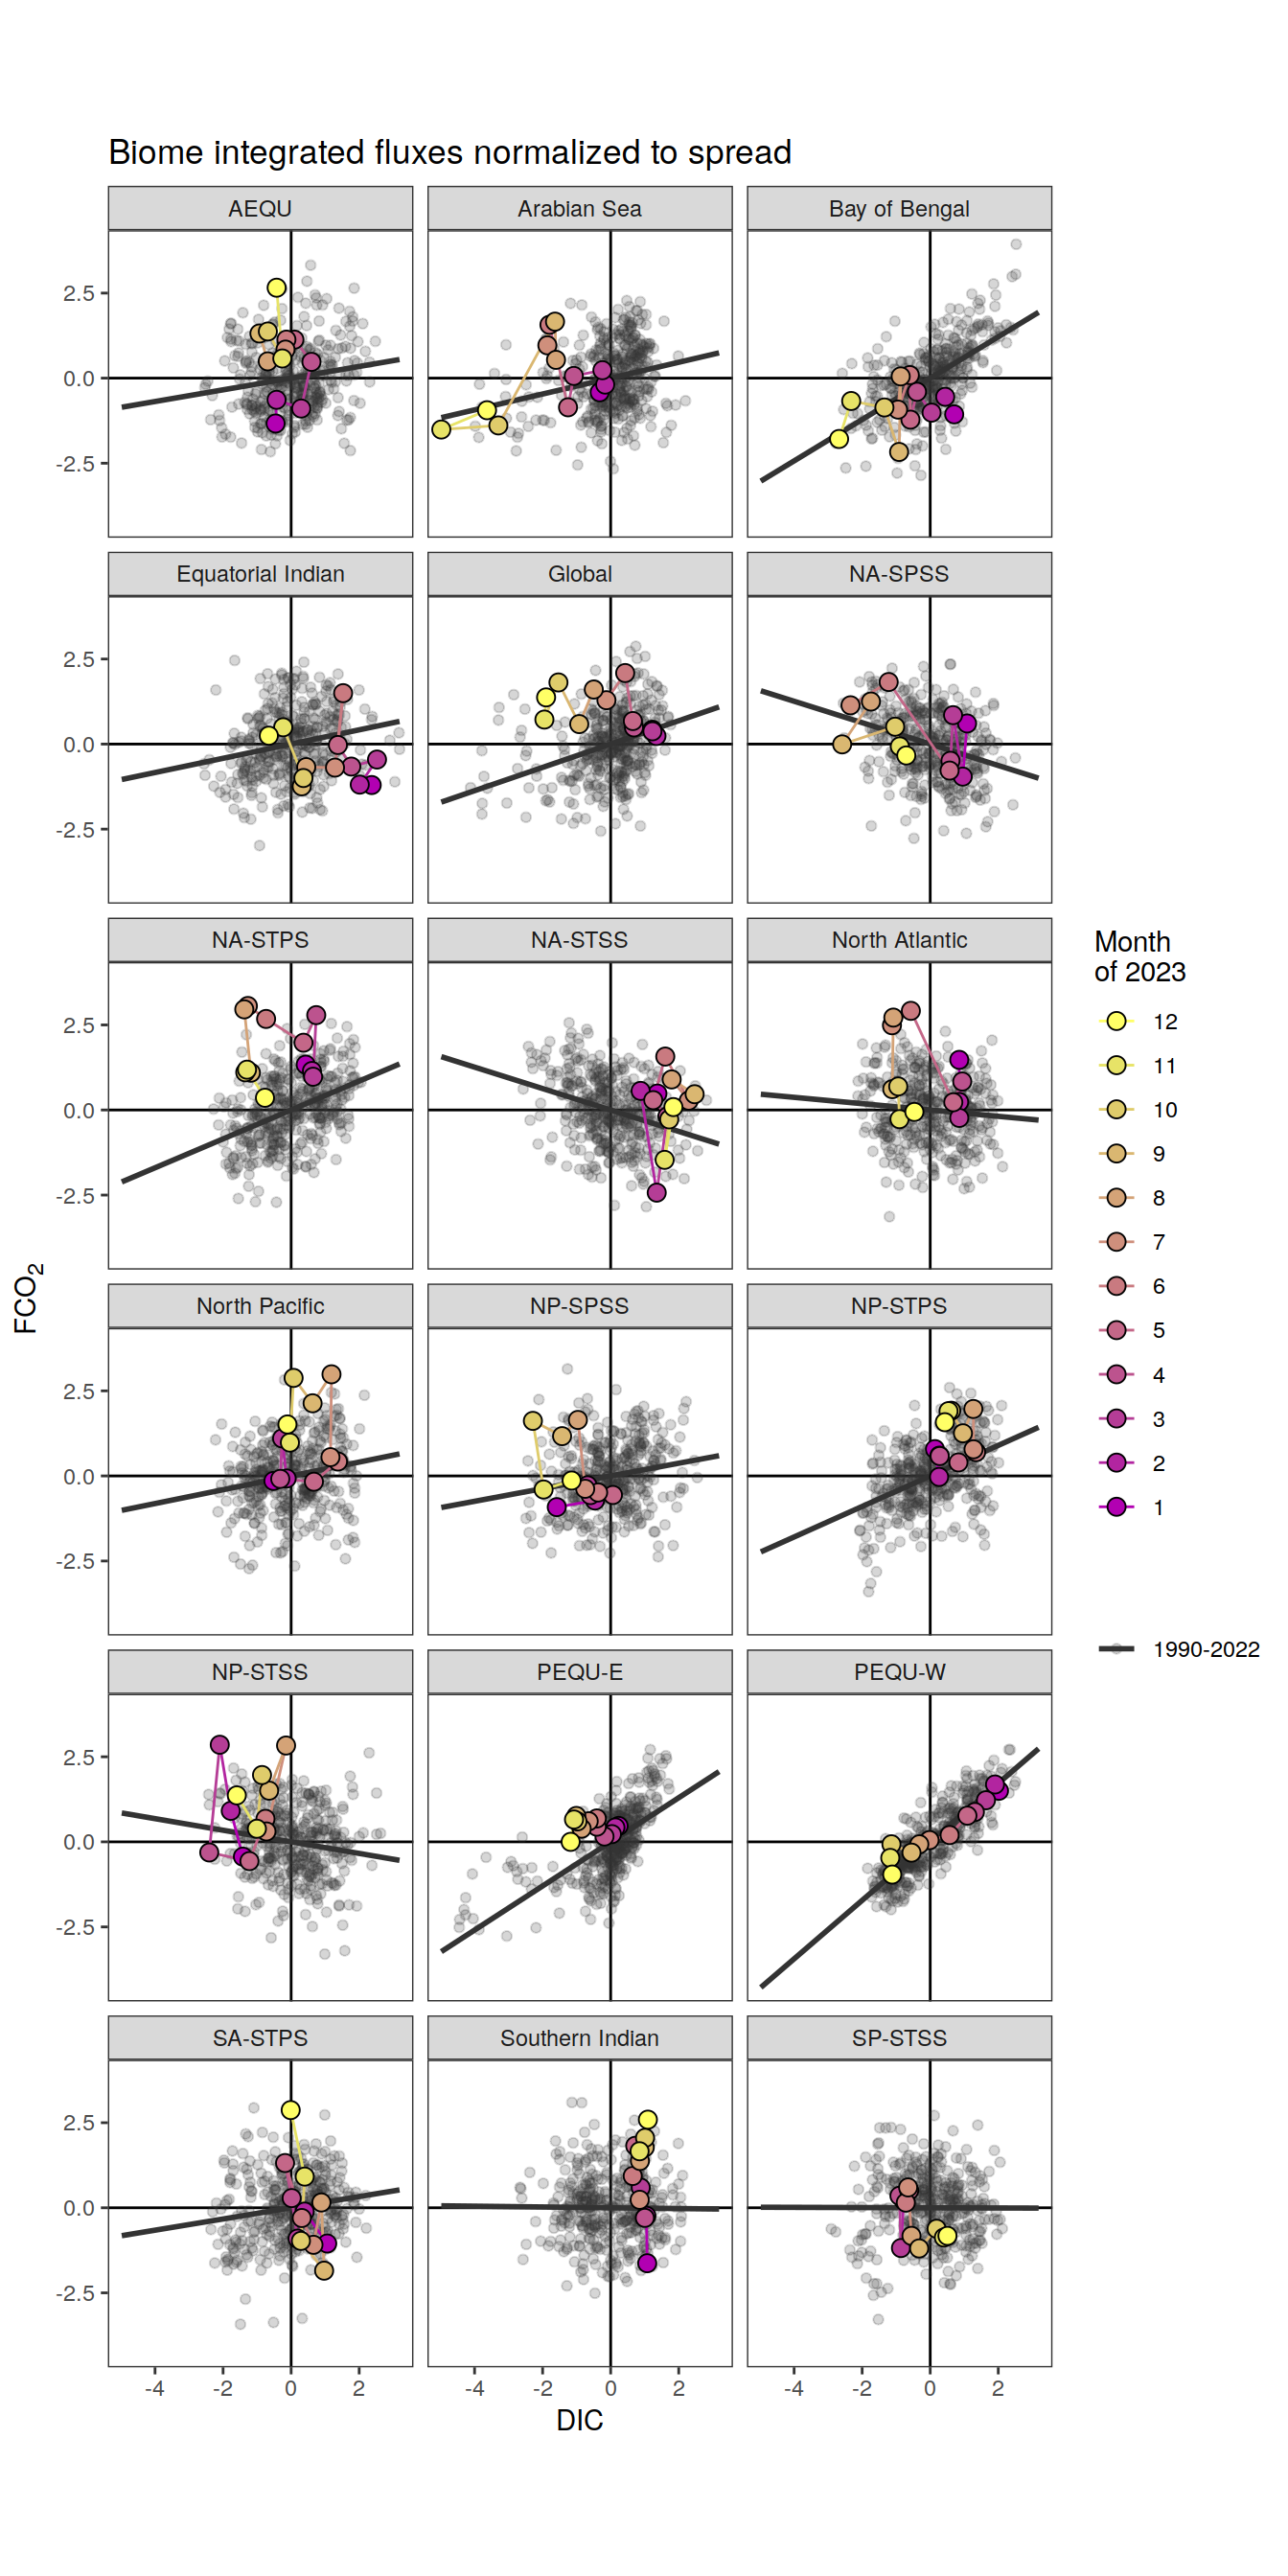 Biome integrated fluxes normalized to spread
AEQU
Arabian Sea
Bay of Bengal
2.5
0.0
-2.5
Equatorial Indian
Global
NA-SPSS
2.5
0.0
-2.5
NA-STPS
NA-STSS
North Atlantic
2.5
0.0
-2.5
North Pacific
NP-SPSS
NP-STPS
2.5
0.0
-2.5
NP-STSS
PEQU-E
PEQU-W
2.5
0.0
-2.5
SA-STPS
Southern Indian
SP-STSS
2.5
0.0
-2.5
-4 -2 0 2 -4 -2 0 2 -4 -2 0 2
DIC
FCO₂
Month
of 2023
12
11
10
9
8
7
6
5
4
3
2
1
1990-2022